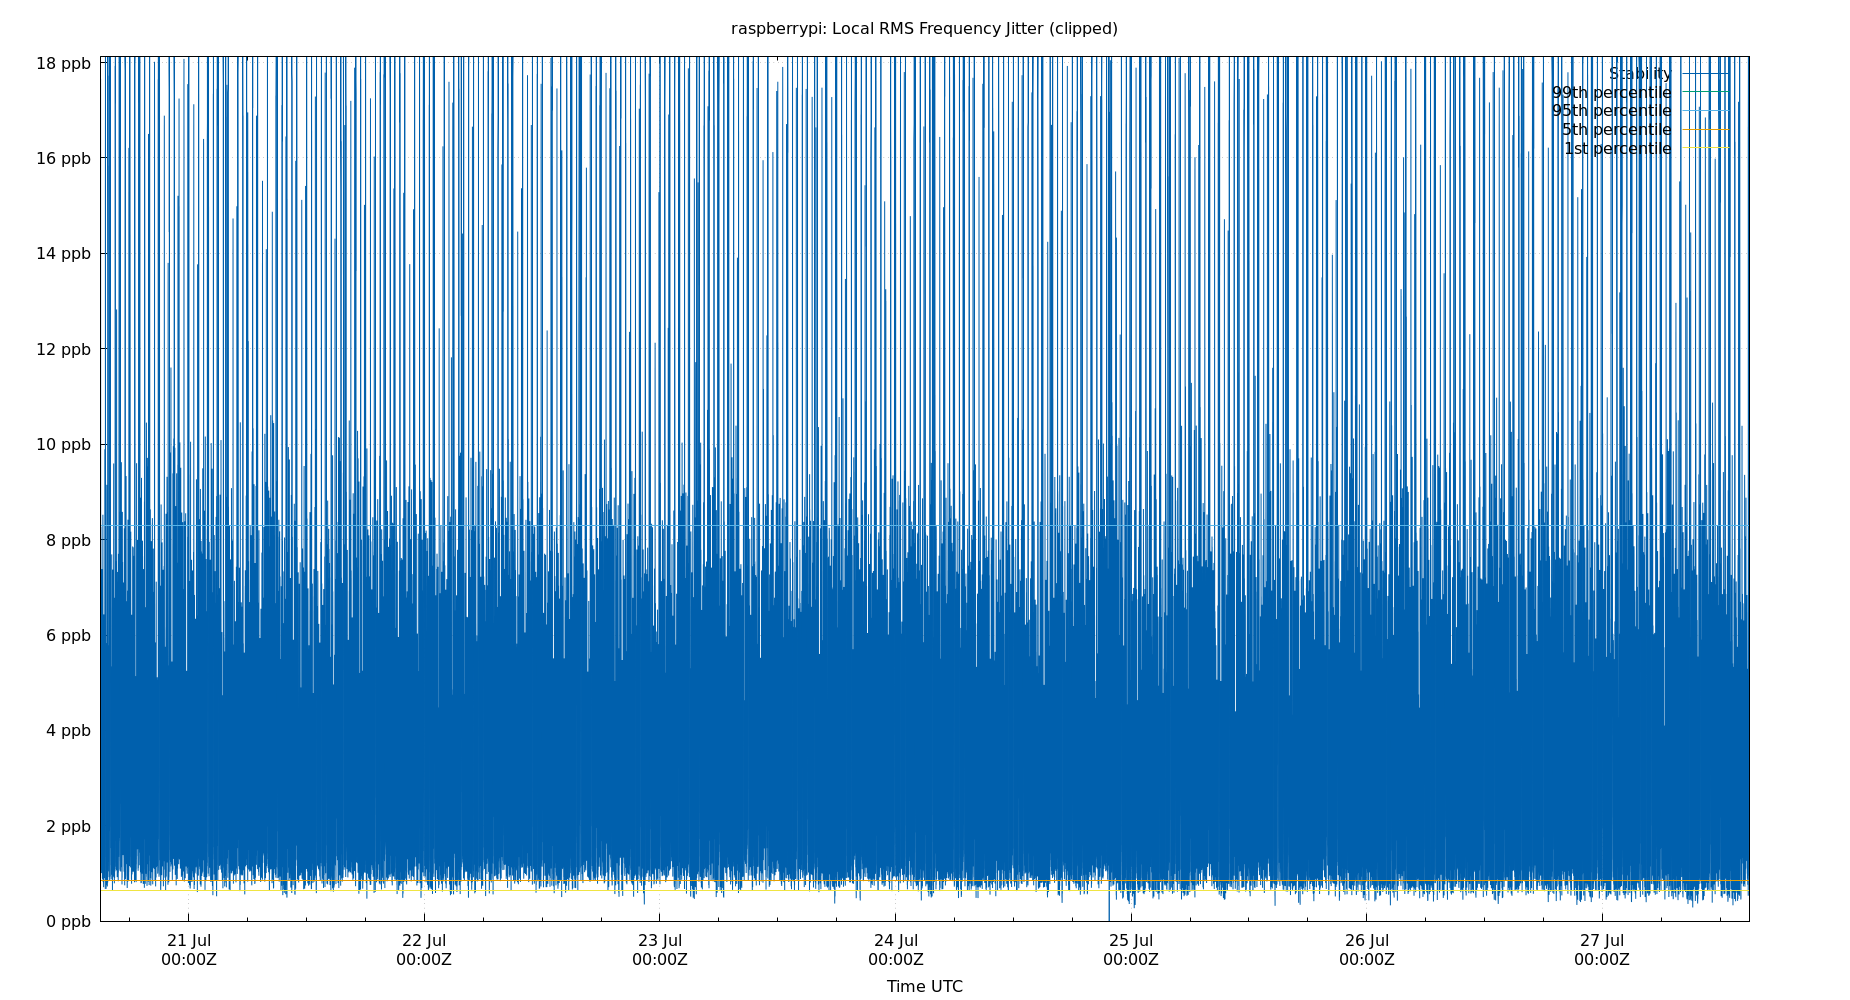 raspberrypi: Local RMS Frequency Jitter (clipped)
18 ppb
16 ppb
14 ppb
12 ppb
10 ppb
8 ppb
6 ppb
4 ppb
2 ppb
0 ppb
Stability
99th percentile
95th percentile
5th percentile
1st percentile
21 Jul 22 Jul 23 Jul 24 Jul 25 Jul 26 Jul 27 Jul
00:00Z 00:00Z 00:00Z 00:00Z 00:00Z 00:00Z 00:00Z
Time UTC